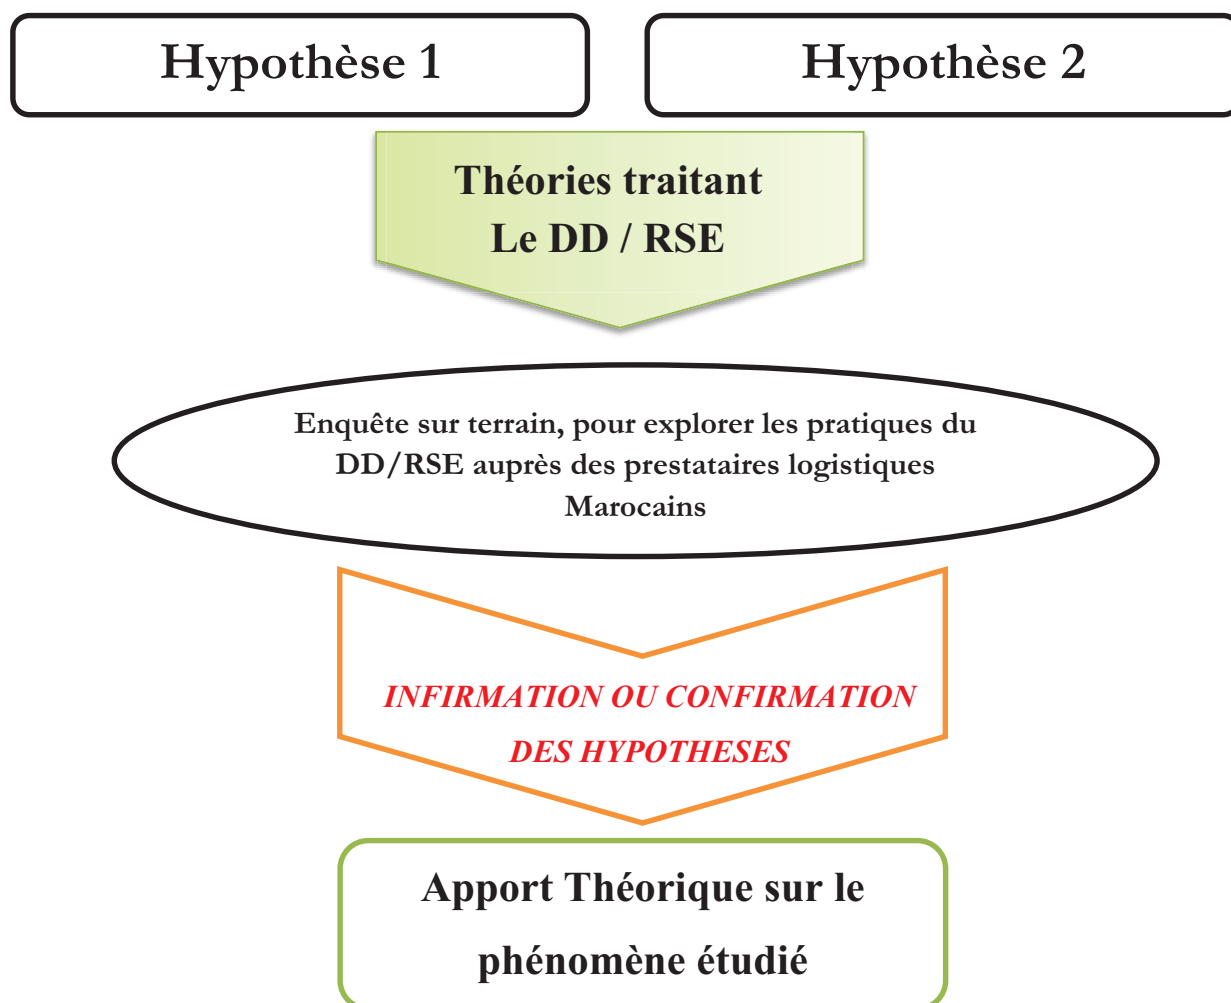 Hypothèse 1
Hypothèse 2
Théories traitant
Le DD / RSE
Enquête sur terrain, pour explorer les pratiques du
DD/RSE auprès des prestataires logistiques
Marocains
INFIRMATION OU CONFIRMATION
DES HYPOTHESES
Apport Théorique sur le
phénomène étudié